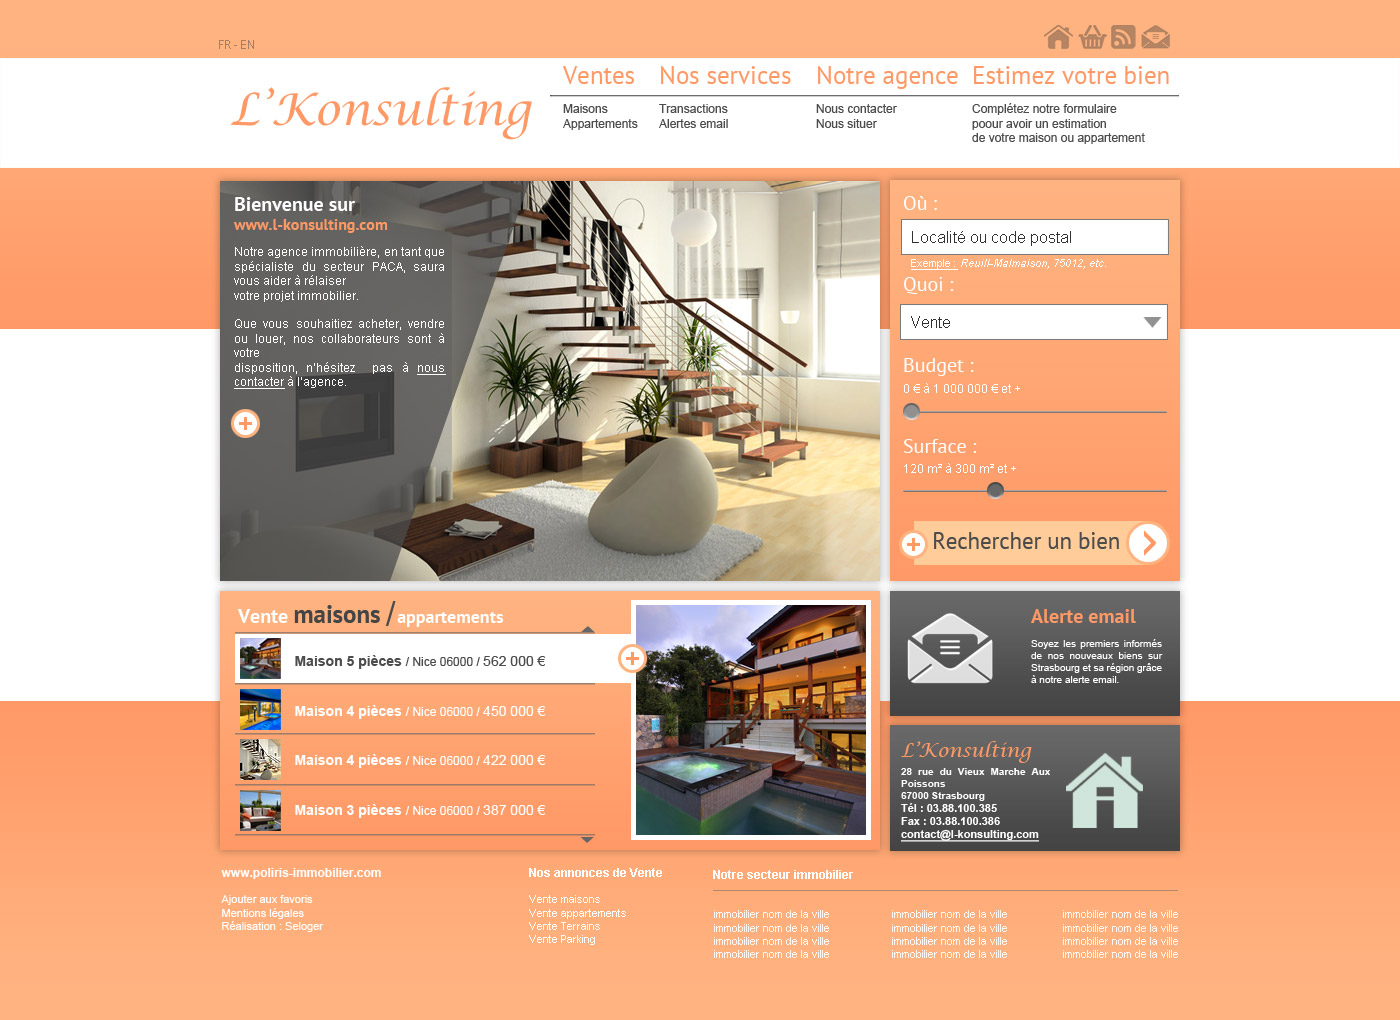 FR - EN
L'Konsulting
Ventes
Maisons
Appartements
Nos services
Transactions
Alertes email
Notre agence
Nous contacter
Nous situer
Estimez votre bien
Complétez notre formulaire
poour avoir un estimation
de votre maison ou appartement
Bienvenue sur
www.l-konsulting.com
Notre agence immobilière, en tant que
spécialiste du secteur PACA, saura
vous aider à rélaiser
votre projet immobilier.
Que vous souhaitiez acheter, vendre
ou louer, nos collaborateurs sont à
votre
disposition, n'hésitez pas à nous
contacter à l'agence.
Où :
Localité ou code postal
Exemple : Reuill-Malmaison, 75012, etc.
Quoi :
Vente
Budget :
0 € à 1 000 000 € et +
Surface :
120 m² à 300 m² et +
Rechercher un bien
Vente maisons / appartements
Maison 5 pièces / Nice 06000 / 562 000 €
Maison 4 pièces / Nice 06000 / 450 000 €
Maison 4 pièces / Nice 06000 / 422 000 €
Maison 3 pièces / Nice 06000 / 387 000 €
Alerte email
Soyez les premiers informés
de nos nouveaux biens sur
Strasbourg et sa région grâce
à notre alerte email.
L'Konsulting
28 rue du Vieux Marche Aux
Poissons
67000 Strasbourg
Tél : 03.88.100.385
Fax : 03.88.100.386
contact@l-konsulting.com
www.poliris-immobilier.com
Ajouter aux favoris
Mentions légales
Réalisation : Seloger
Nos annonces de Vente
Vente maisons
Vente appartements
Vente Terrains
Vente Parking
Notre secteur immobilier
immobilier nom de la ville
immobilier nom de la ville
immobilier nom de la ville
immobilier nom de la ville
immobilier nom de la ville
immobilier nom de la ville
immobilier nom de la ville
immobilier nom de la ville
immobilier nom de la ville
immobilier nom de la ville
immobilier nom de la ville
immobilier nom de la ville